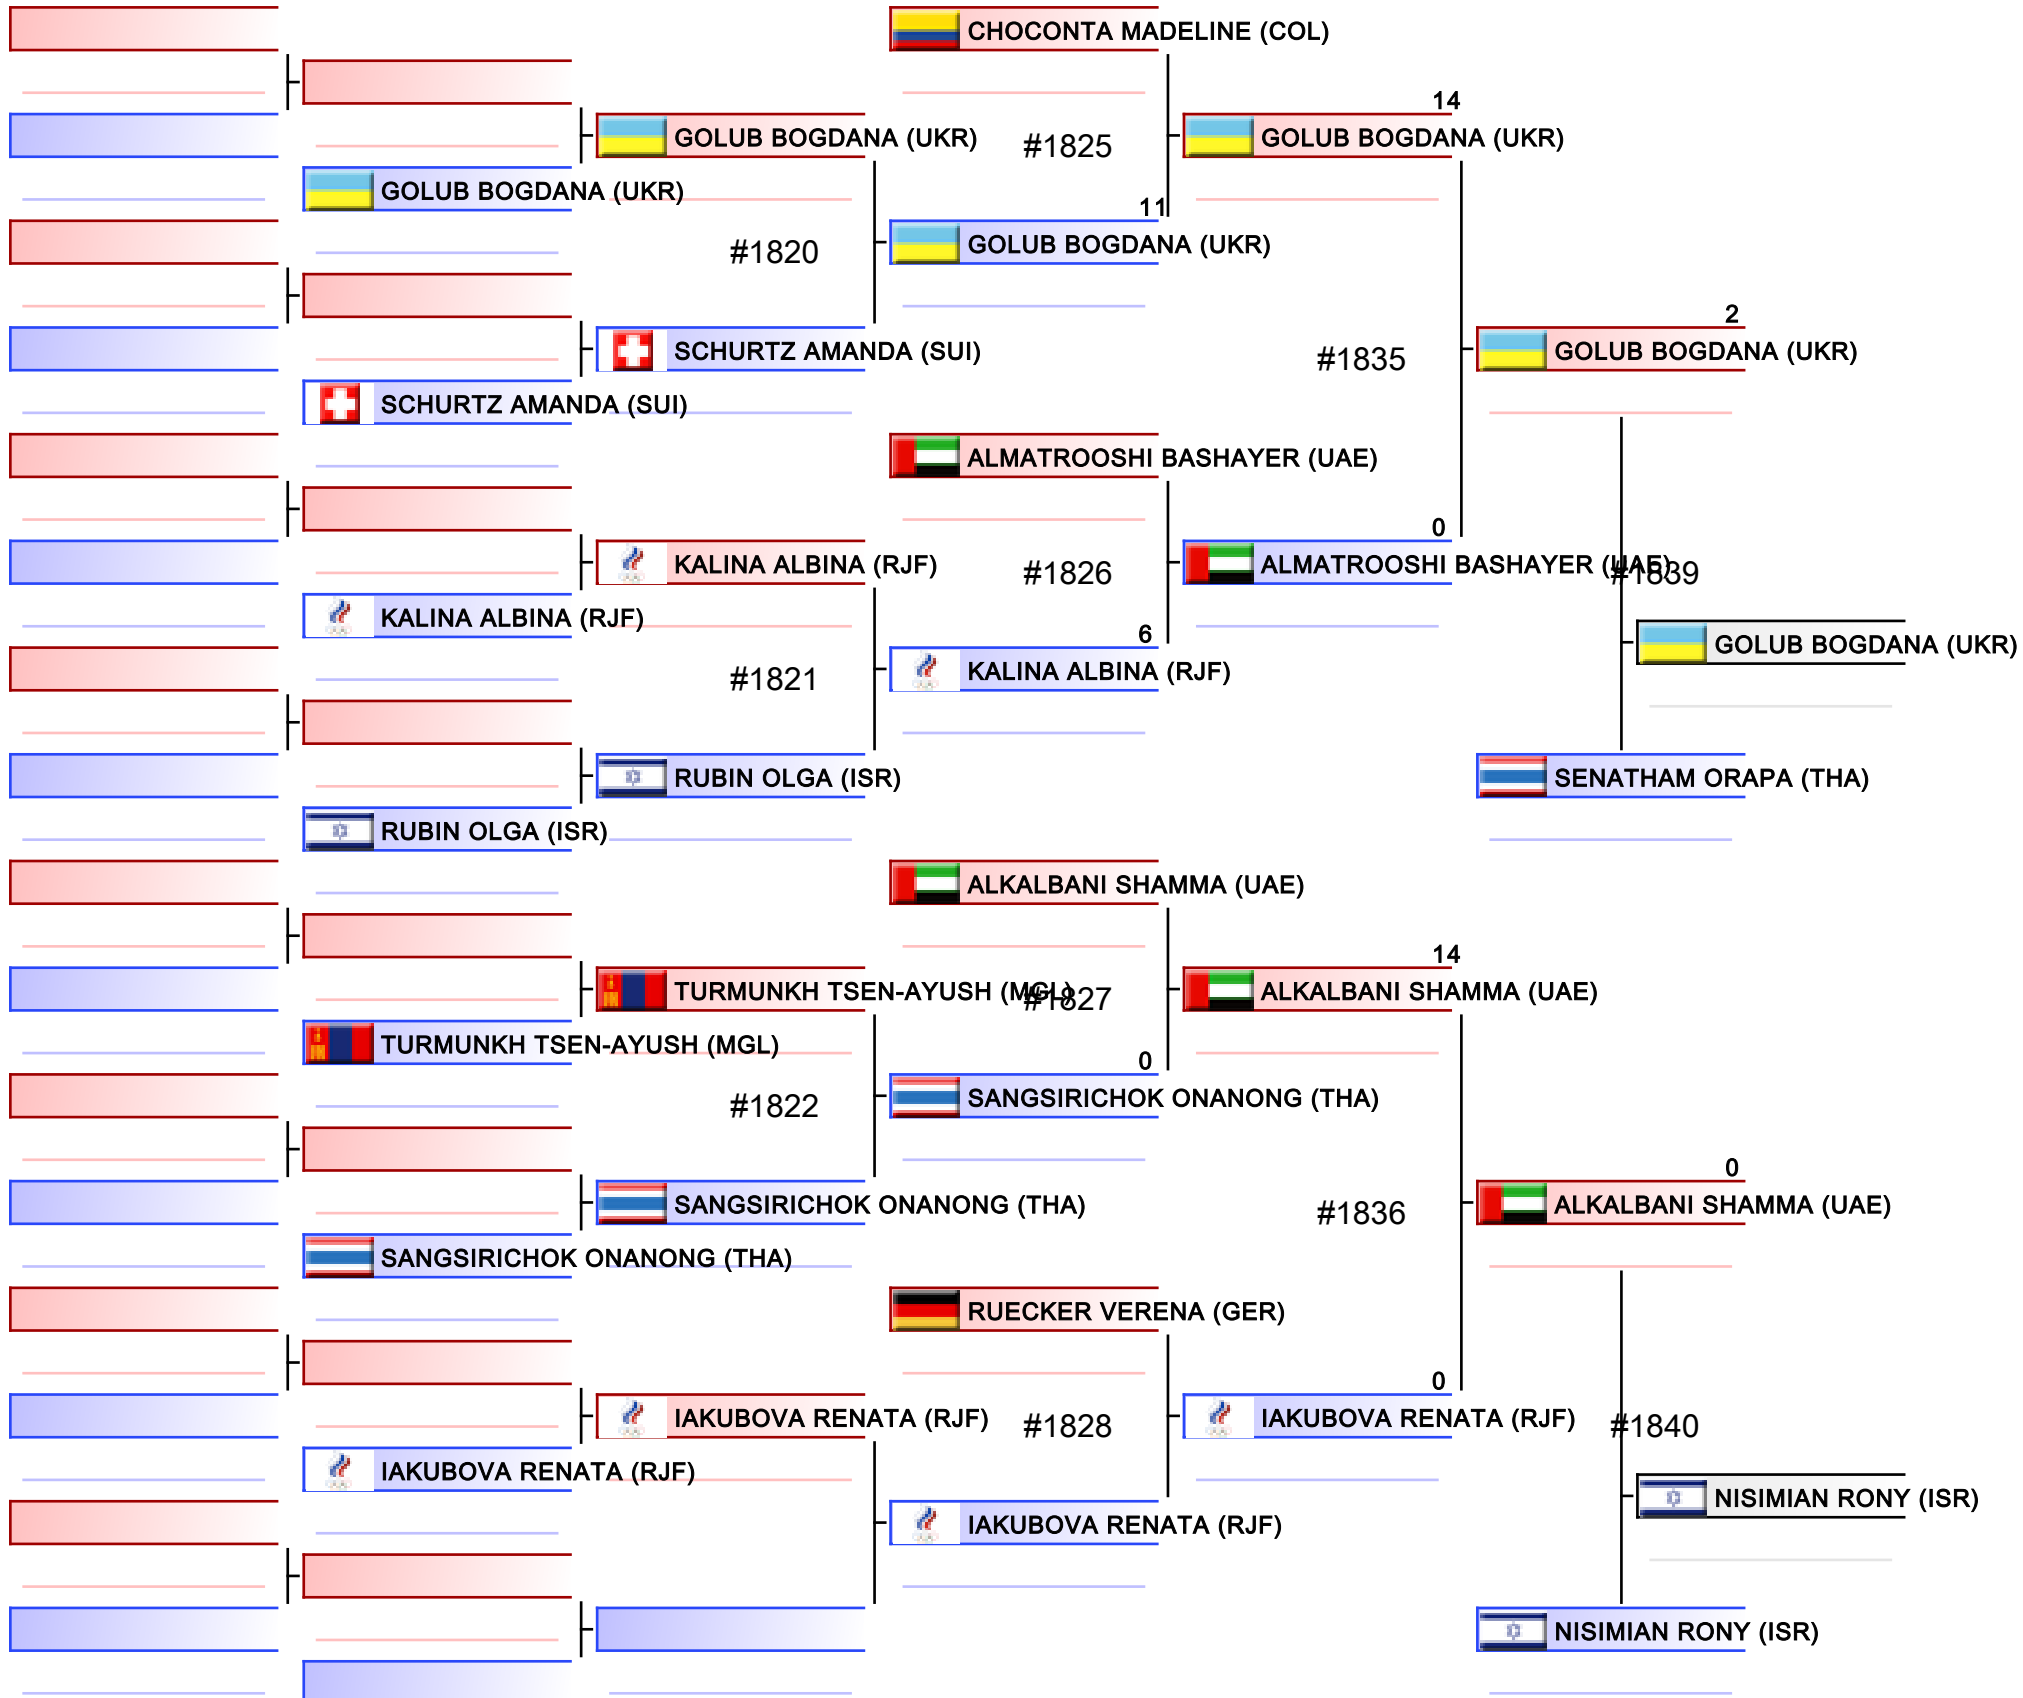 CHOCONTA MADELINE (COL)
14
GOLUB BOGDANA (UKR)
#1825
GOLUB BOGDANA (UKR)
GOLUB BOGDANA (UKR)
11
#1820
GOLUB BOGDANA (UKR)
2
SCHURTZ AMANDA (SUI)
#1835
GOLUB BOGDANA (UKR)
SCHURTZ AMANDA (SUI)
ALMATROOSHI BASHAYER (UAE)
0
KALINA ALBINA (RJF)
#1826
ALMATROOSHI BASHAYER (UAE)
#1839
KALINA ALBINA (RJF)
6
GOLUB BOGDANA (UKR)
#1821
KALINA ALBINA (RJF)
RUBIN OLGA (ISR)
SENATHAM ORAPA (THA)
RUBIN OLGA (ISR)
ALKALBANI SHAMMA (UAE)
14
TURMUNKH TSEN-AYUSH (MGL)
#1827
ALKALBANI SHAMMA (UAE)
TURMUNKH TSEN-AYUSH (MGL)
0
#1822
SANGSIRICHOK ONANONG (THA)
0
SANGSIRICHOK ONANONG (THA)
#1836
ALKALBANI SHAMMA (UAE)
SANGSIRICHOK ONANONG (THA)
RUECKER VERENA (GER)
0
IAKUBOVA RENATA (RJF)
#1828
IAKUBOVA RENATA (RJF)
#1840
IAKUBOVA RENATA (RJF)
NISIMIAN RONY (ISR)
IAKUBOVA RENATA (RJF)
NISIMIAN RONY (ISR)